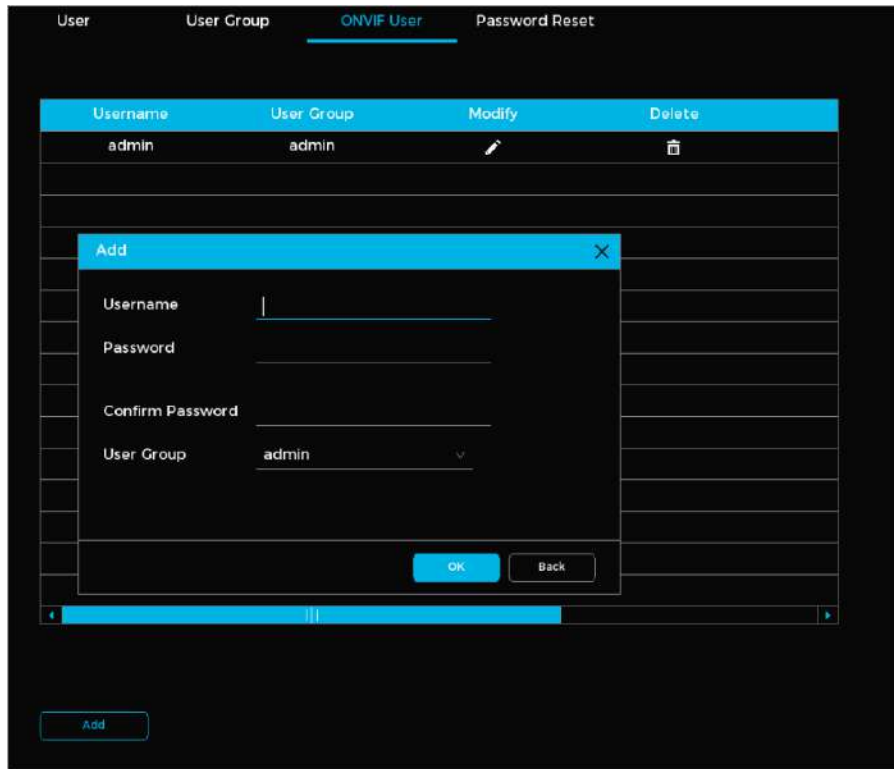 User User Group ONVIF User Password Reset
Username User Group Modify Delete
admin admin
Add
Username
Password
Confirm Password
User Group admin
OK Back
Add